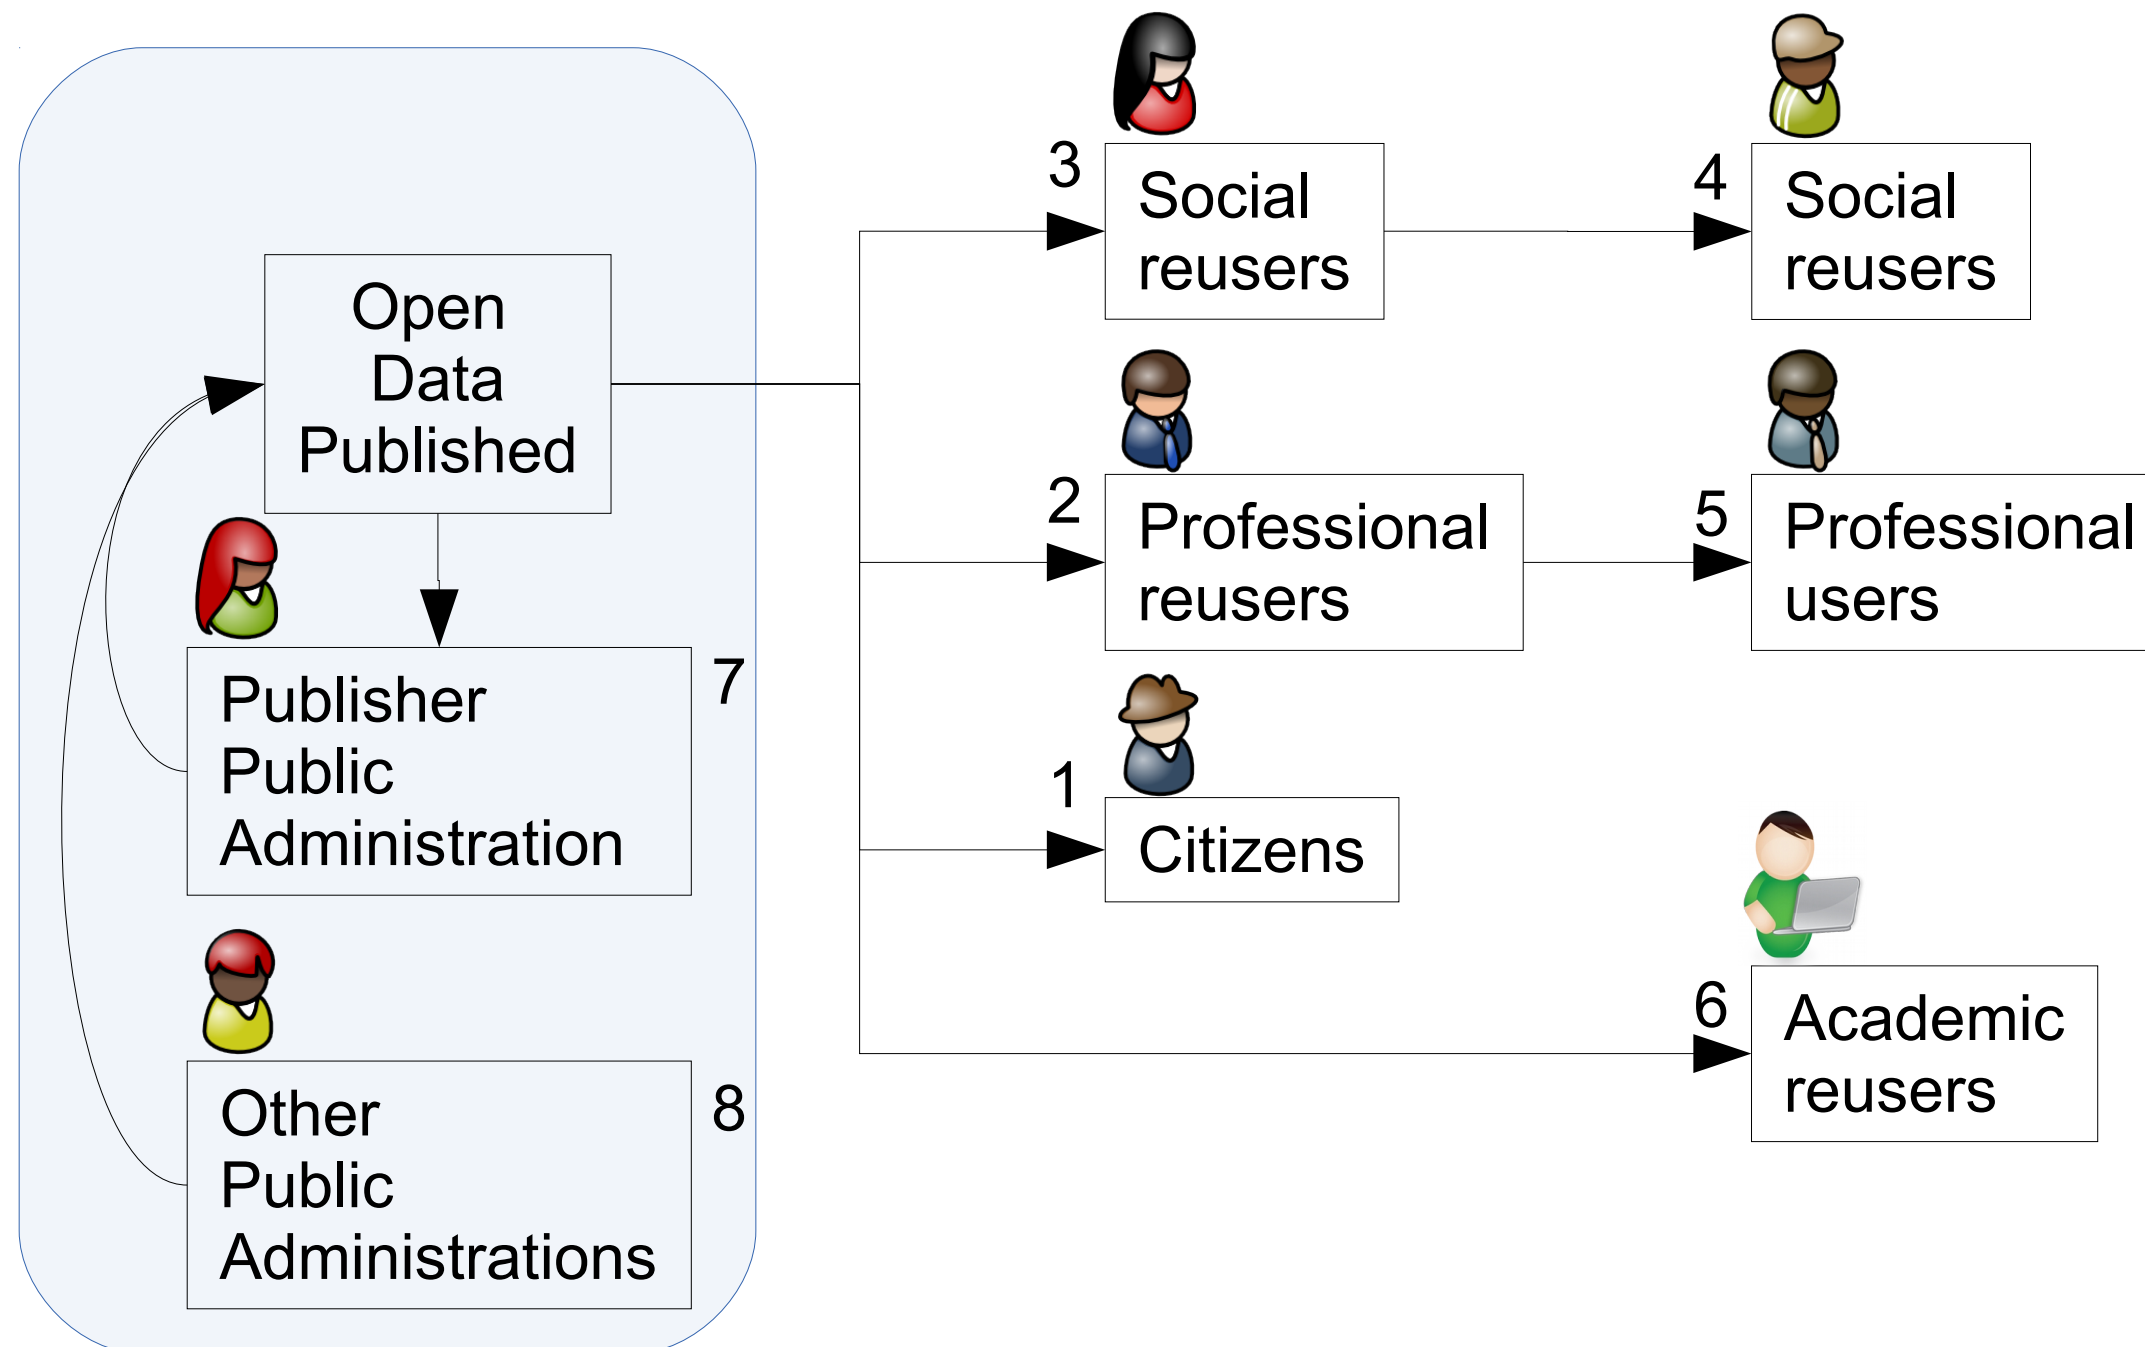 Open
Data
Published
7
Publisher
Public
Administration
8
Other
Public
Administrations
3
Social
reusers
4
Social
reusers
2
Professional
reusers
5
Professional
users
1
Citizens
6
Academic
reusers